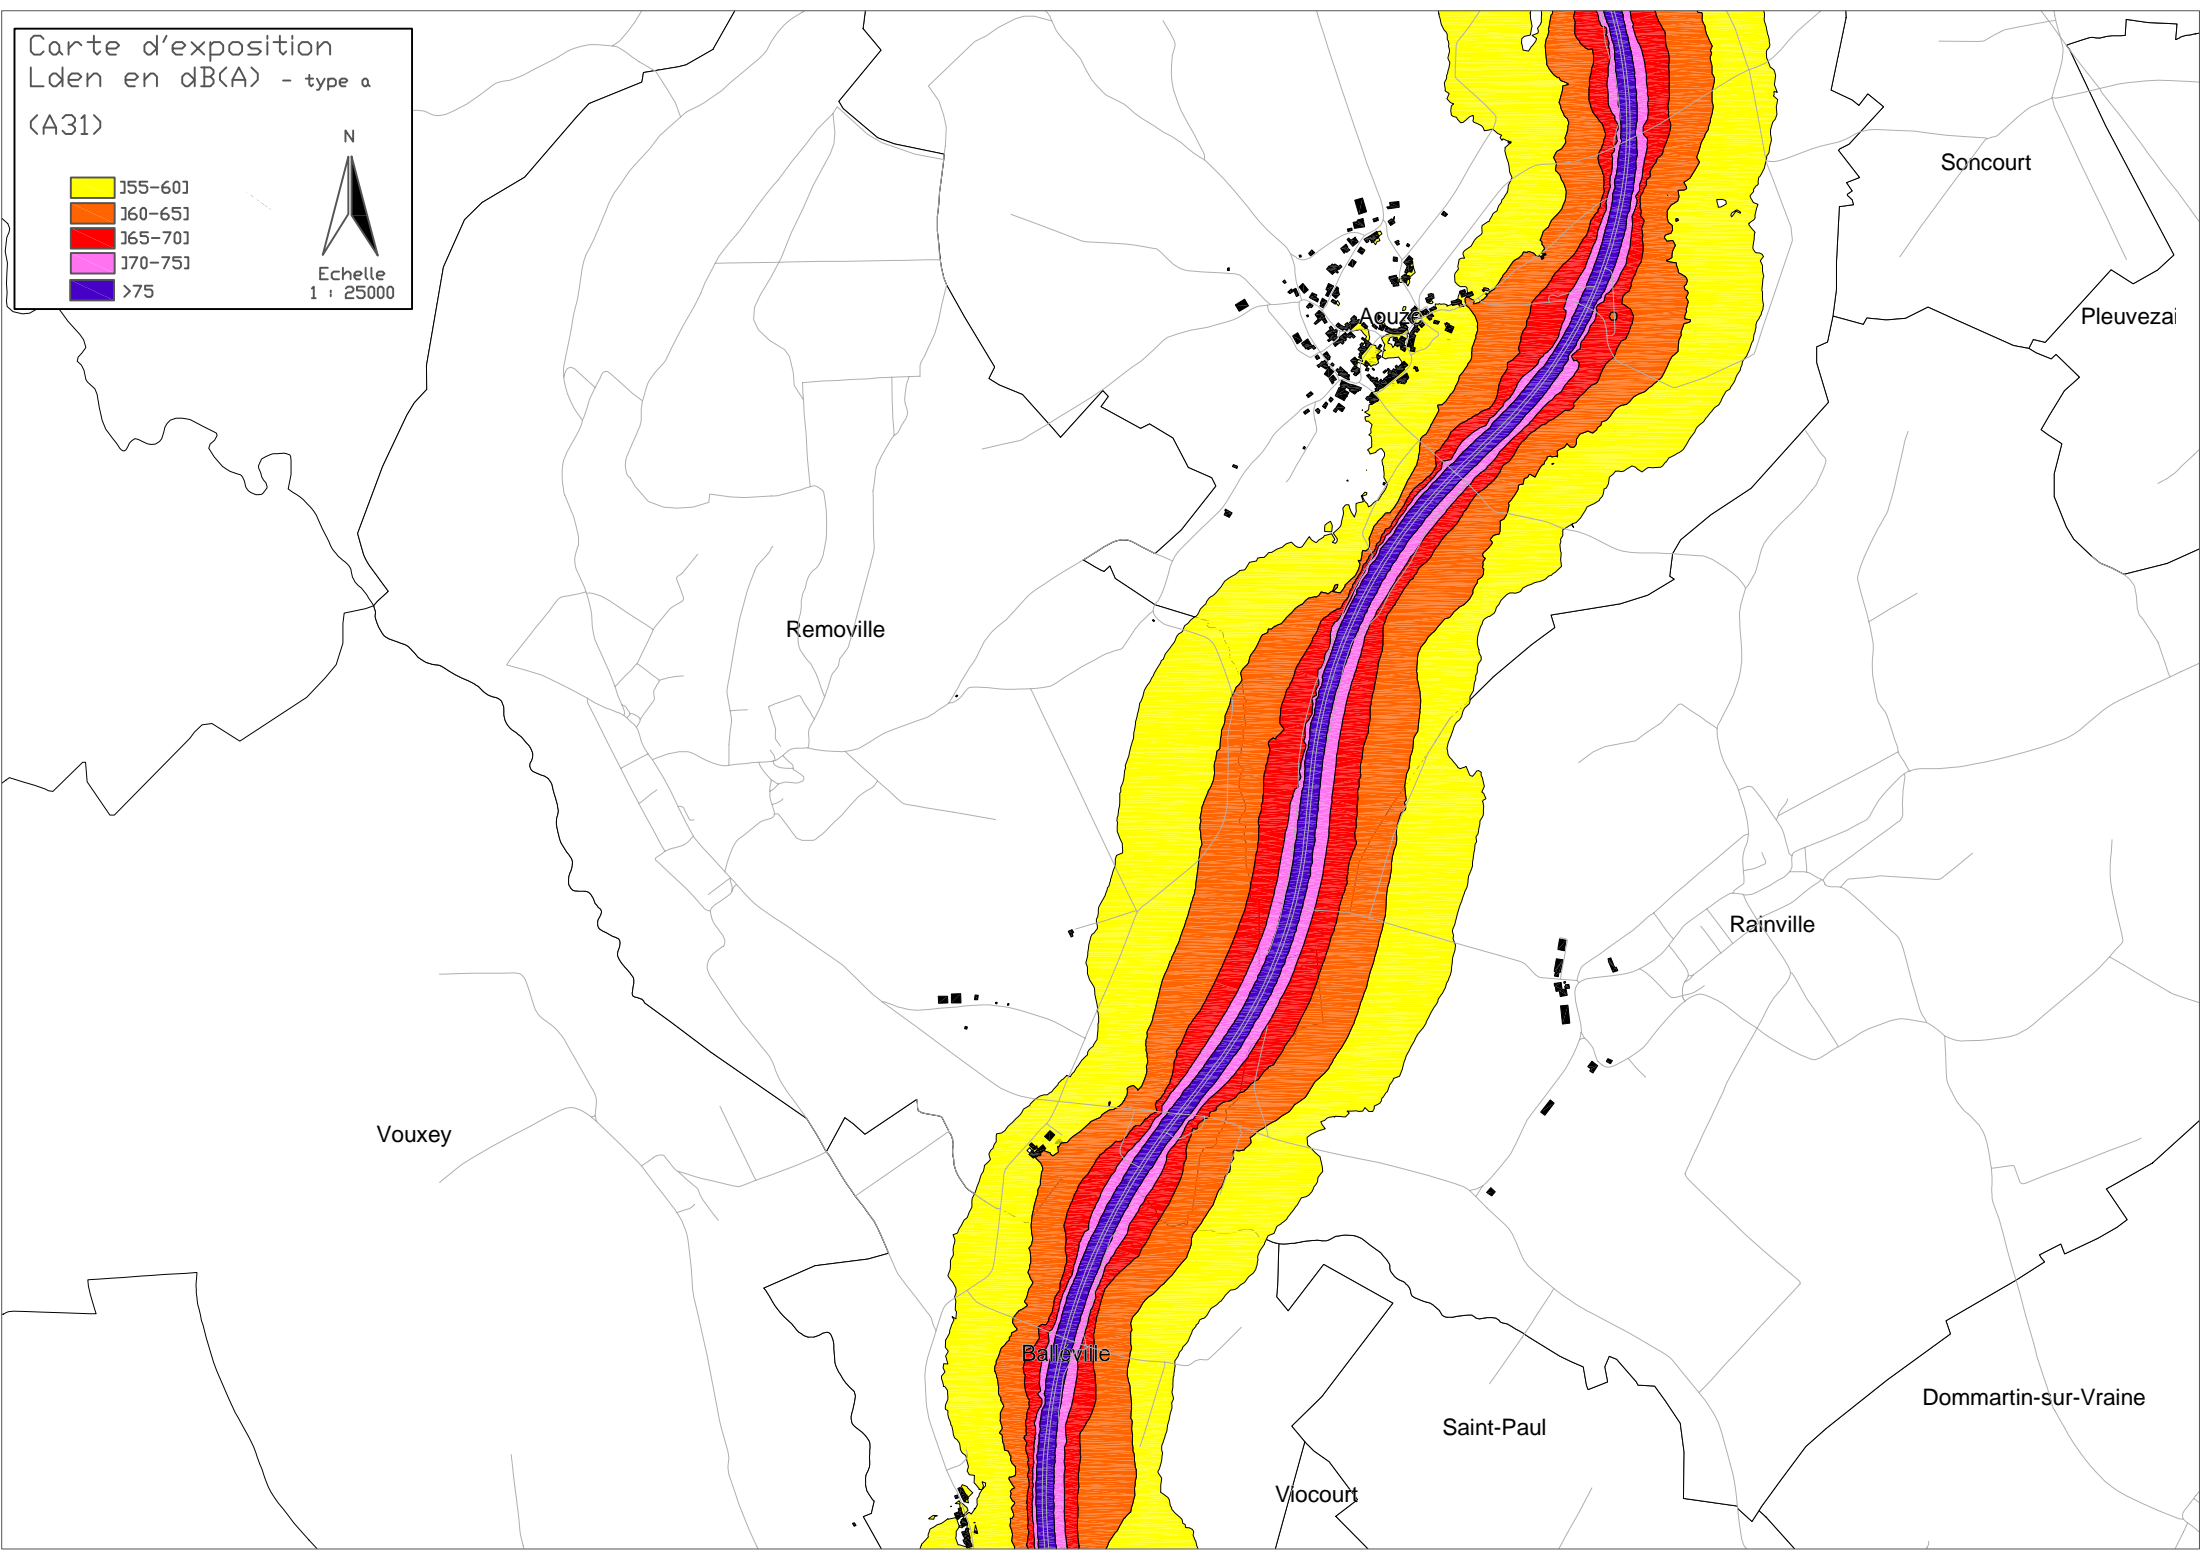 Carte d'exposition
Lden en dB(A) - type a
(A31)
N
]55-60]
]60-65]
]65-70]
]70-75]
>75
Echelle
1 : 25000
Soncourt
Pleuvezai
Aouze
Removille
Rainville
Vouxey
Balleville
Dommartin-sur-Vraine
Saint-Paul
Viocourt